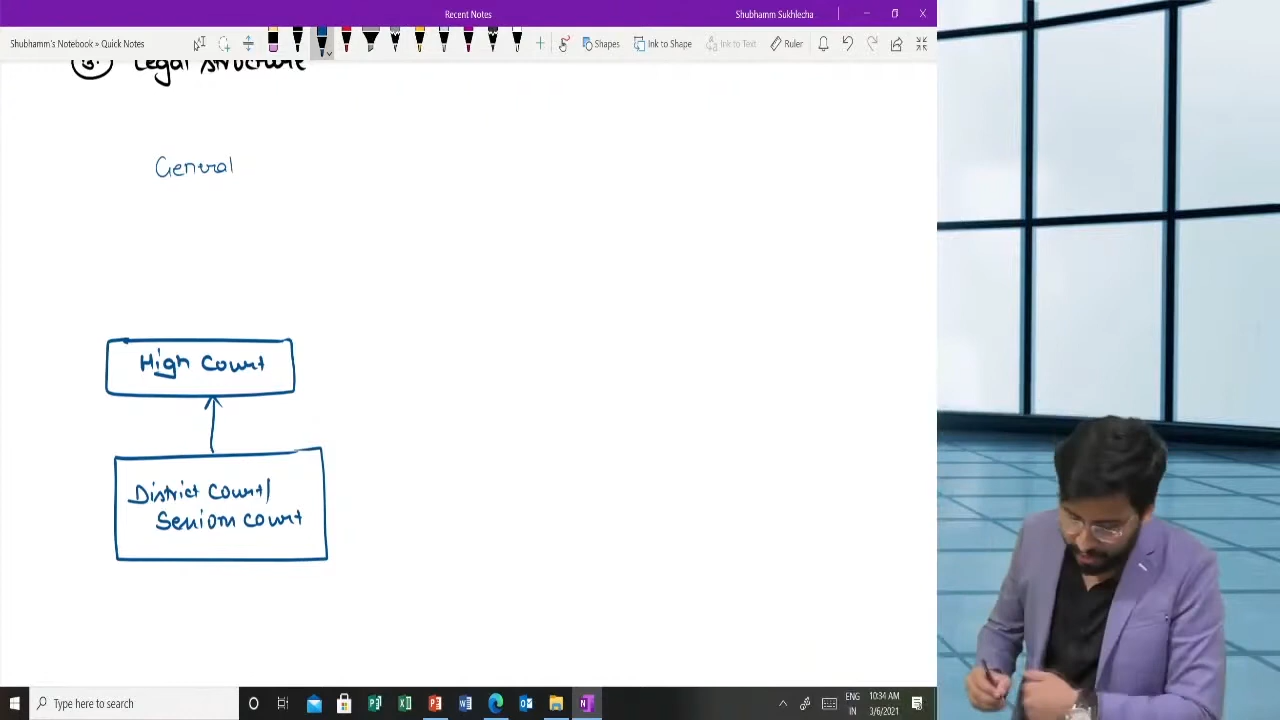 Recent Notes
Shubhamm Sukhlecha
Shubhamm's Notebook » Quick Notes
Shapes
Ink to Shape
Ink to Text
Ruler
3. Legal structure
General
High Court
District Court/
Seniom Court
Type here to search
ENG
IN
10:34 AM
3/6/2021